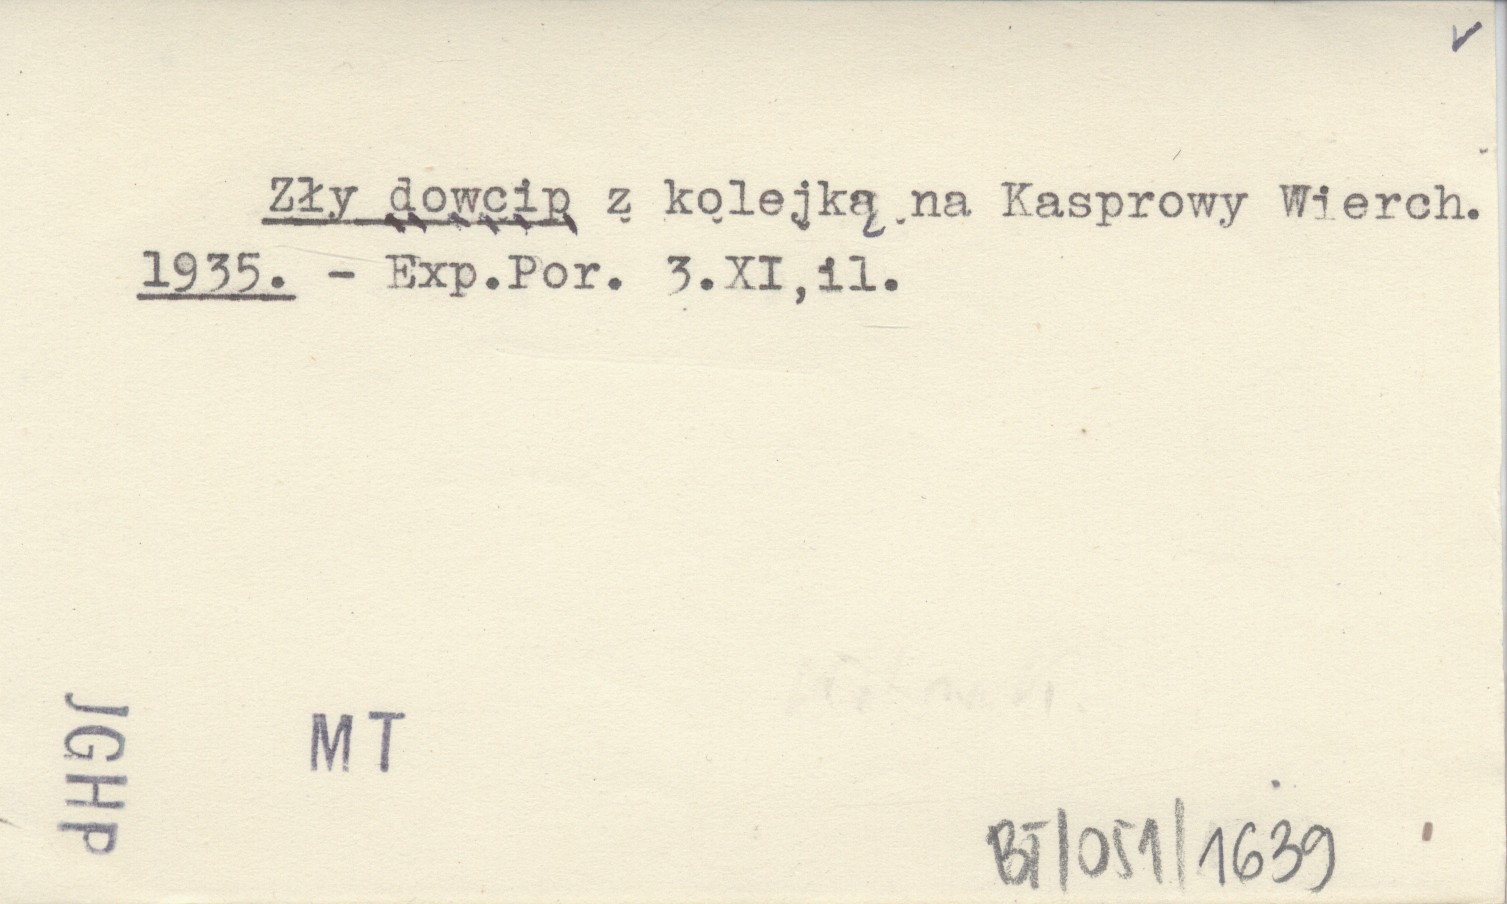 Zły dowcip z kolejką na Kasprowy Wierch.
1935. - Exp.Por. 3.XI,il.
JGHP
MT
BT/051/1639